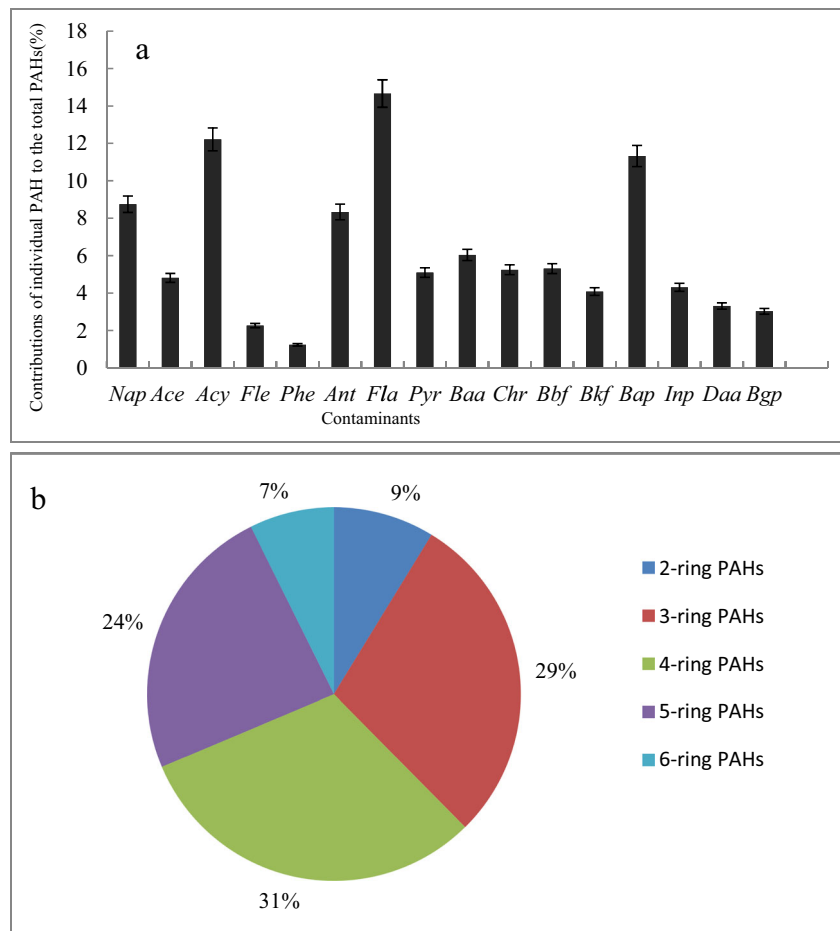 a
Contributions of individual PAH to the total PAHs(%)
18
16
14
12
10
8
6
4
2
0
Nap Ace Acy Fle Phe Ant Fla Pyr Baa Chr Bbf Bkf Bap Inp Daa Bgp
Contaminants
b
7%
9%
24%
29%
31%
2-ring PAHs
3-ring PAHs
4-ring PAHs
5-ring PAHs
6-ring PAHs